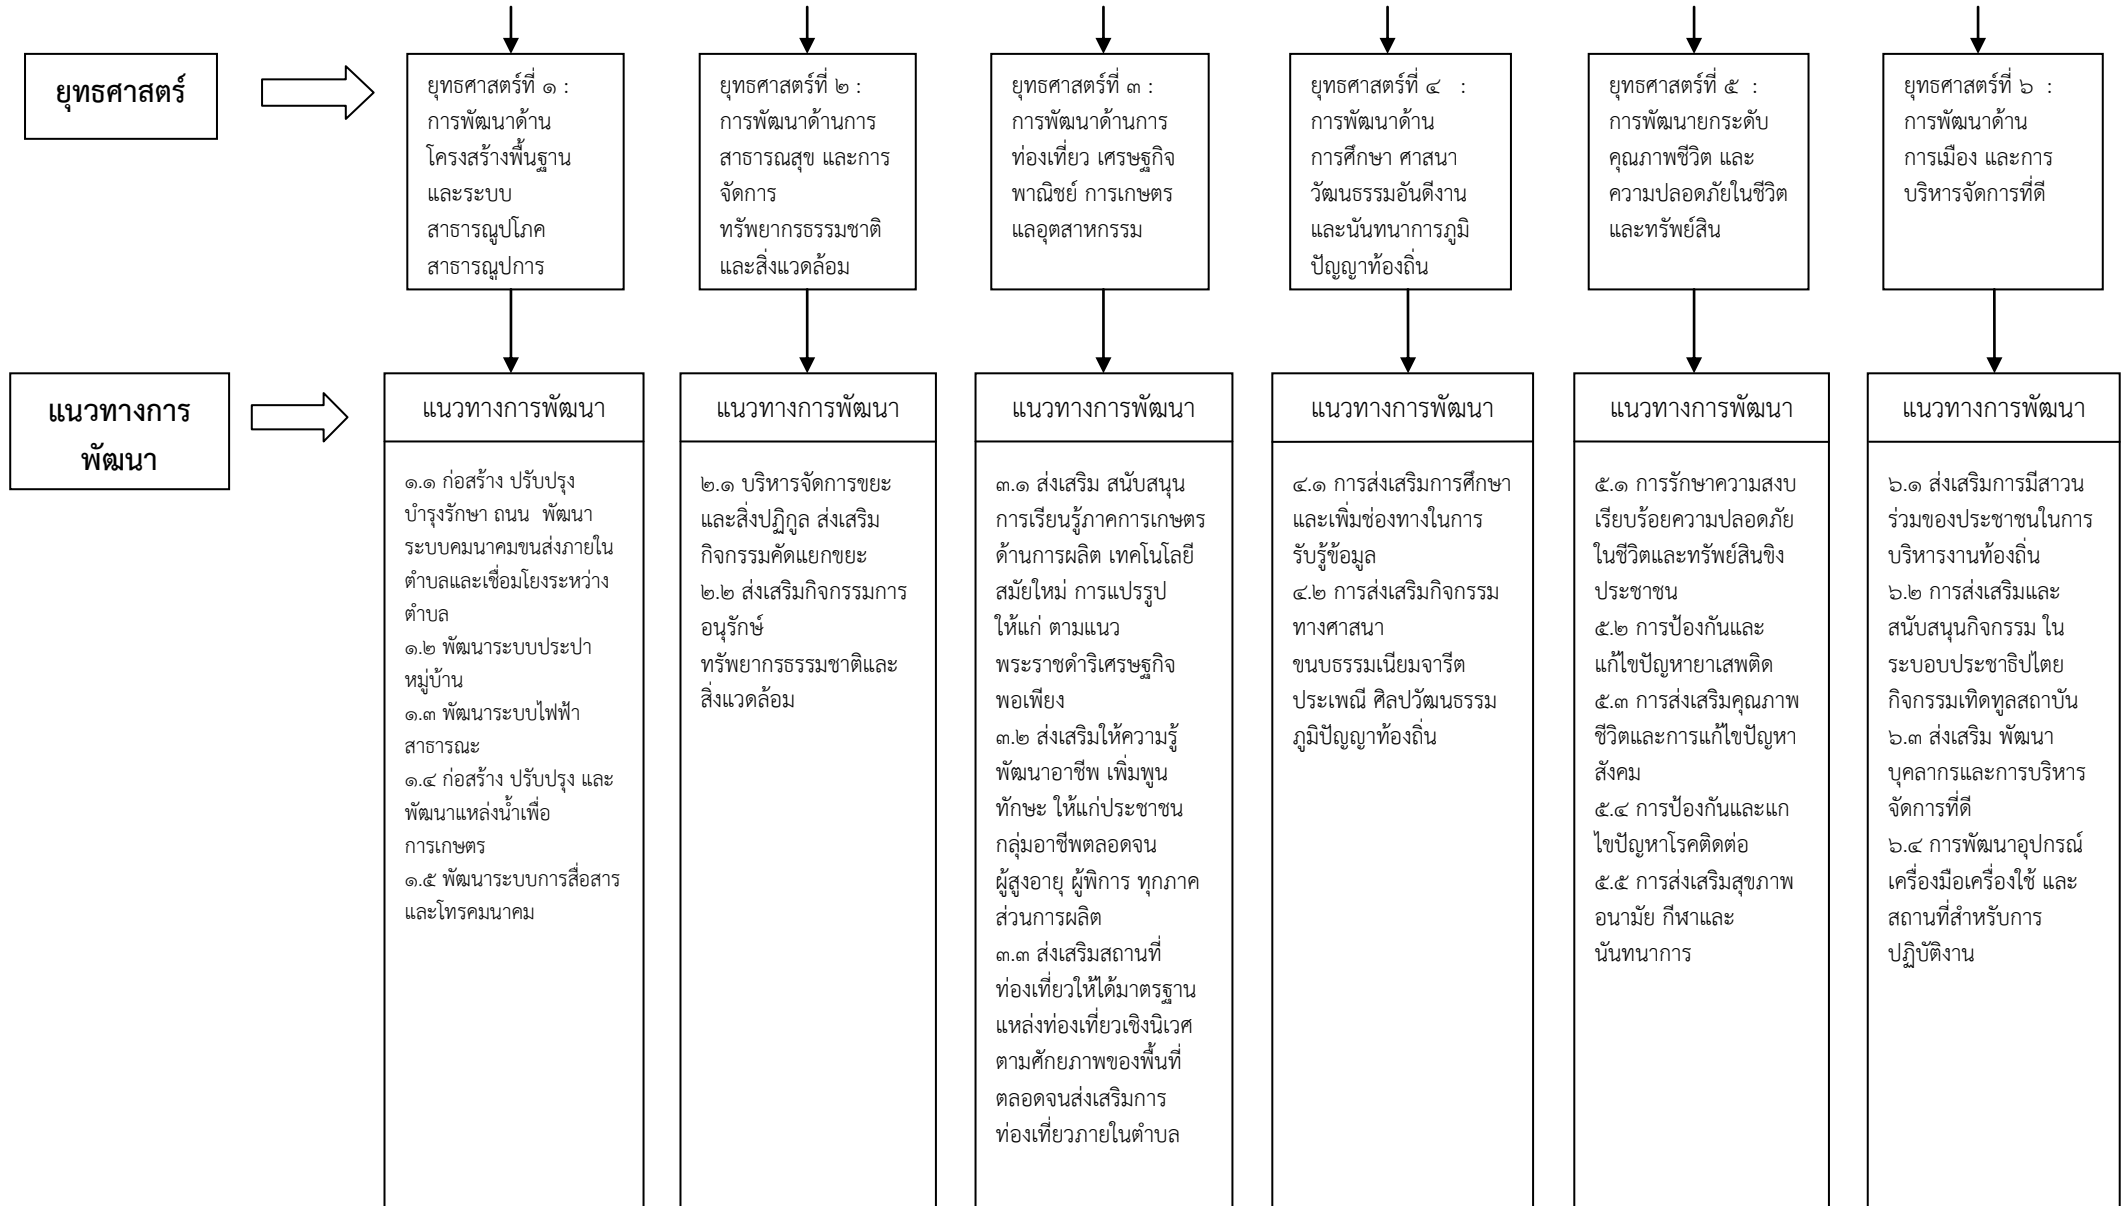 ยุทธศาสตร์
ยุทธศาสตร์ที่ ๑ :
การพัฒนาด้าน
โครงสร้างพื้นฐาน
และระบบ
สาธารณูปโภค
สาธารณูปการ
ยุทธศาสตร์ที่ ๒ :
การพัฒนาด้านการ
สาธารณสุข และการ
จัดการ
ทรัพยากรธรรมชาติ
และสิ่งแวดล้อม
ยุทธศาสตร์ที่ ๓ :
การพัฒนาด้านการ
ท่องเที่ยว เศรษฐกิจ
พาณิชย์ การเกษตร
แลอุตสาหกรรม
ยุทธศาสตร์ที่ ๔ :
การพัฒนาด้าน
การศึกษา ศาสนา
วัฒนธรรมอันดีงาน
และนันทนาการภูมิ
ปัญญาท้องถิ่น
ยุทธศาสตร์ที่ ๕ :
การพัฒนายกระดับ
คุณภาพชีวิต และ
ความปลอดภัยในชีวิต
และทรัพย์สิน
ยุทธศาสตร์ที่ ๖ :
การพัฒนาด้าน
การเมือง และการ
บริหารจัดการที่ดี
แนวทางการ
พัฒนา
แนวทางการพัฒนา
๑.๑ ก่อสร้าง ปรับปรุง
บำรุงรักษา ถนน พัฒนา
ระบบคมนาคมขนส่งภายใน
ตำบลและเชื่อมโยงระหว่าง
ตำบล
๑.๒ พัฒนาระบบประปา
หมู่บ้าน
๑.๓ พัฒนาระบบไฟฟ้า
สาธารณะ
๑.๔ ก่อสร้าง ปรับปรุง และ
พัฒนาแหล่งน้ำเพื่อ
การเกษตร
๑.๕ พัฒนาระบบการสื่อสาร
และโทรคมนาคม
แนวทางการพัฒนา
๒.๑ บริหารจัดการขยะ
และสิ่งปฏิกูล ส่งเสริม
กิจกรรมคัดแยกขยะ
๒.๒ ส่งเสริมกิจกรรมการ
อนุรักษ์
ทรัพยากรธรรมชาติและ
สิ่งแวดล้อม
แนวทางการพัฒนา
๓.๑ ส่งเสริม สนับสนุน
การเรียนรู้ภาคการเกษตร
ด้านการผลิต เทคโนโลยี
สมัยใหม่ การแปรรูป
ให้แก่ ตามแนว
พระราชดำริเศรษฐกิจ
พอเพียง
๓.๒ ส่งเสริมให้ความรู้
พัฒนาอาชีพ เพิ่มพูน
ทักษะ ให้แก่ประชาชน
กลุ่มอาชีพตลอดจน
ผู้สูงอายุ ผู้พิการ ทุกภาค
ส่วนการผลิต
๓.๓ ส่งเสริมสถานที่
ท่องเที่ยวให้ได้มาตรฐาน
แหล่งท่องเที่ยวเชิงนิเวศ
ตามศักยภาพของพื้นที่
ตลอดจนส่งเสริมการ
ท่องเที่ยวภายในตำบล
แนวทางการพัฒนา
๔.๑ การส่งเสริมการศึกษา
และเพิ่มช่องทางในการ
รับรู้ข้อมูล
๔.๒ การส่งเสริมกิจกรรม
ทางศาสนา
ขนบธรรมเนียมจารีต
ประเพณี ศิลปวัฒนธรรม
ภูมิปัญญาท้องถิ่น
แนวทางการพัฒนา
๕.๑ การรักษาความสงบ
เรียบร้อยความปลอดภัย
ในชีวิตและทรัพย์สินขิง
ประชาชน
๕.๒ การป้องกันและ
แก้ไขปัญหายาเสพติด
๕.๓ การส่งเสริมคุณภาพ
ชีวิตและการแก้ไขปัญหา
สังคม
๕.๔ การป้องกันและแก
ไขปัญหาโรคติดต่อ
๕.๕ การส่งเสริมสุขภาพ
อนามัย กีฬาและ
นันทนาการ
แนวทางการพัฒนา
๖.๑ ส่งเสริมการมีสาวน
ร่วมของประชาชนในการ
บริหารงานท้องถิ่น
๖.๒ การส่งเสริมและ
สนับสนุนกิจกรรม ใน
ระบอบประชาธิปไตย
กิจกรรมเทิดทูลสถาบัน
๖.๓ ส่งเสริม พัฒนา
บุคลากรและการบริหาร
จัดการที่ดี
๖.๔ การพัฒนาอุปกรณ์
เครื่องมือเครื่องใช้ และ
สถานที่สำหรับการ
ปฏิบัติงาน